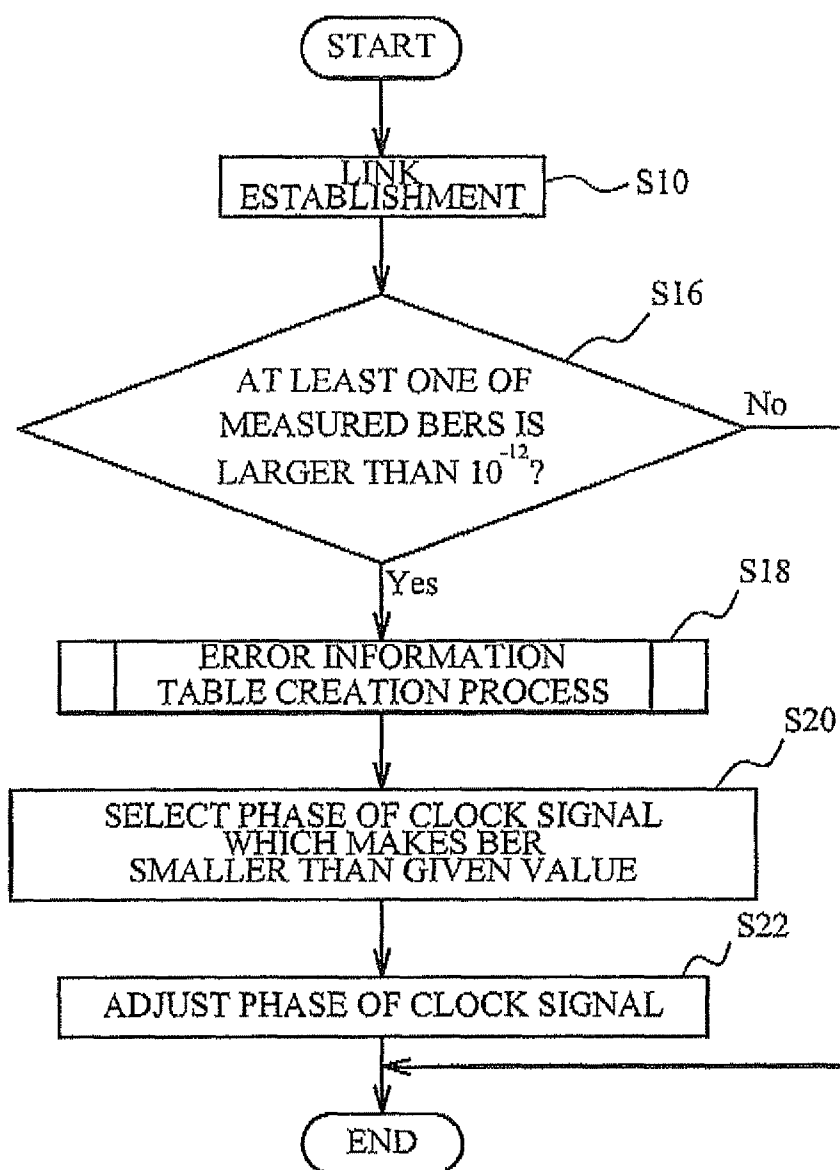 START
LINK
ESTABLISHMENT
S10
S16
AT LEAST ONE OF
MEASURED BERS IS
LARGER THAN 10⁻¹²?
No
Yes
S18
ERROR INFORMATION
TABLE CREATION PROCESS
S20
SELECT PHASE OF CLOCK SIGNAL
WHICH MAKES BER
SMALLER THAN GIVEN VALUE
S22
ADJUST PHASE OF CLOCK SIGNAL
END